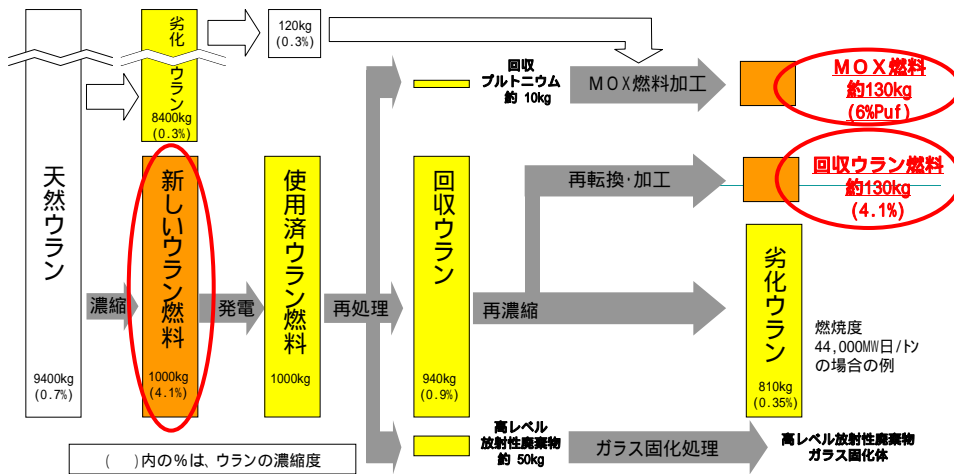 劣化ウラン
8400kg
(0.3%)
120kg
(0.3%)
回収
プルトニウム
約 10kg
MOX燃料加工
MOX燃料
約130kg
(6%Puf)
天然ウラン
9400kg
(0.7%)
濃縮
新しいウラン燃料
1000kg
(4.1%)
発電
使用済ウラン燃料
1000kg
再処理
回収ウラン
940kg
(0.9%)
再転換･加工
回収ウラン燃料
約130kg
(4.1%)
再濃縮
劣化ウラン
810kg
(0.35%)
燃焼度
44,000MW日/トン
の場合の例
高レベル
放射性廃棄物
約 50kg
ガラス固化処理
高レベル放射性廃棄物
ガラス固化体
(　)内の%は、ウランの濃縮度